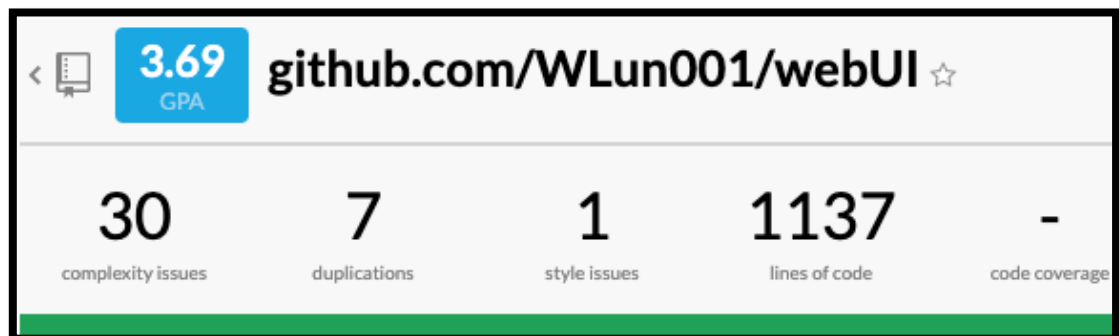 3.69
GPA
github.com/WLun001/webUI
30 7 1 1137 -
complexity issues duplications style issues lines of code code coverage